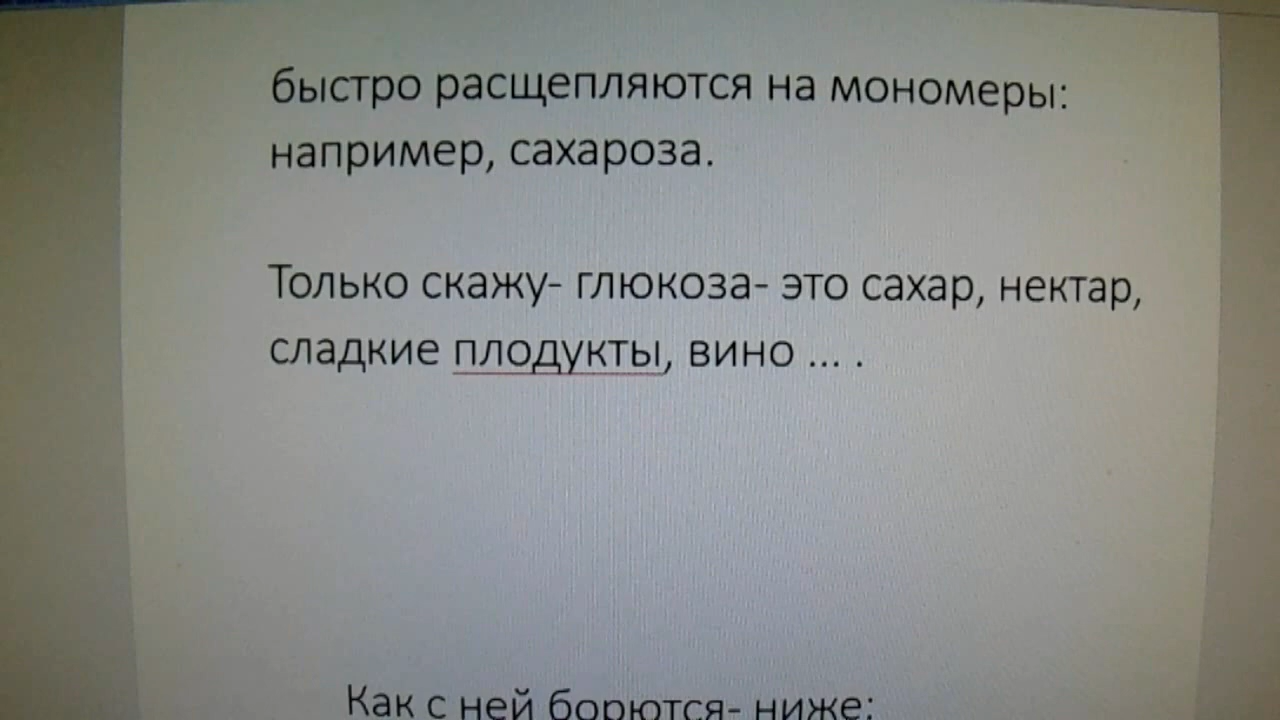 быстро расщепляются на мономеры:
например, сахароза.
Только скажу- глюкоза- это сахар, нектар,
сладкие плодукты, вино ... .
Как с ней борются- ниже: